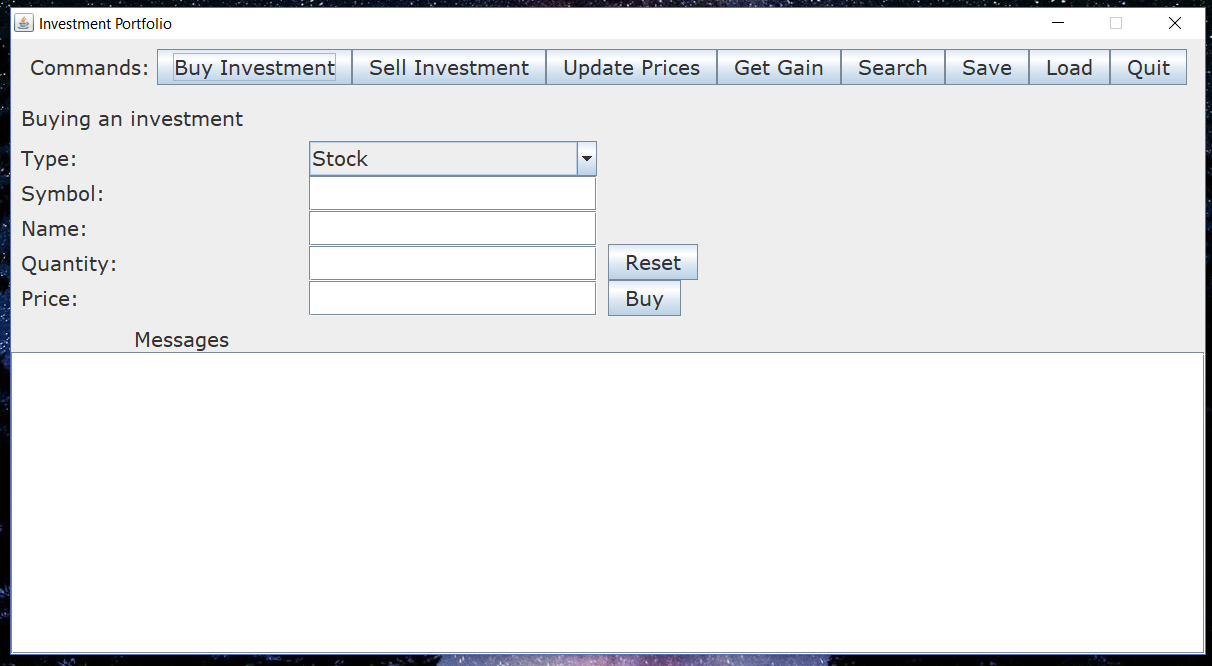 Investment Portfolio
Commands: Buy Investment Sell Investment Update Prices Get Gain Search Save Load Quit
Buying an investment
Type: Stock
Symbol:
Name:
Quantity: Reset
Price: Buy
Messages